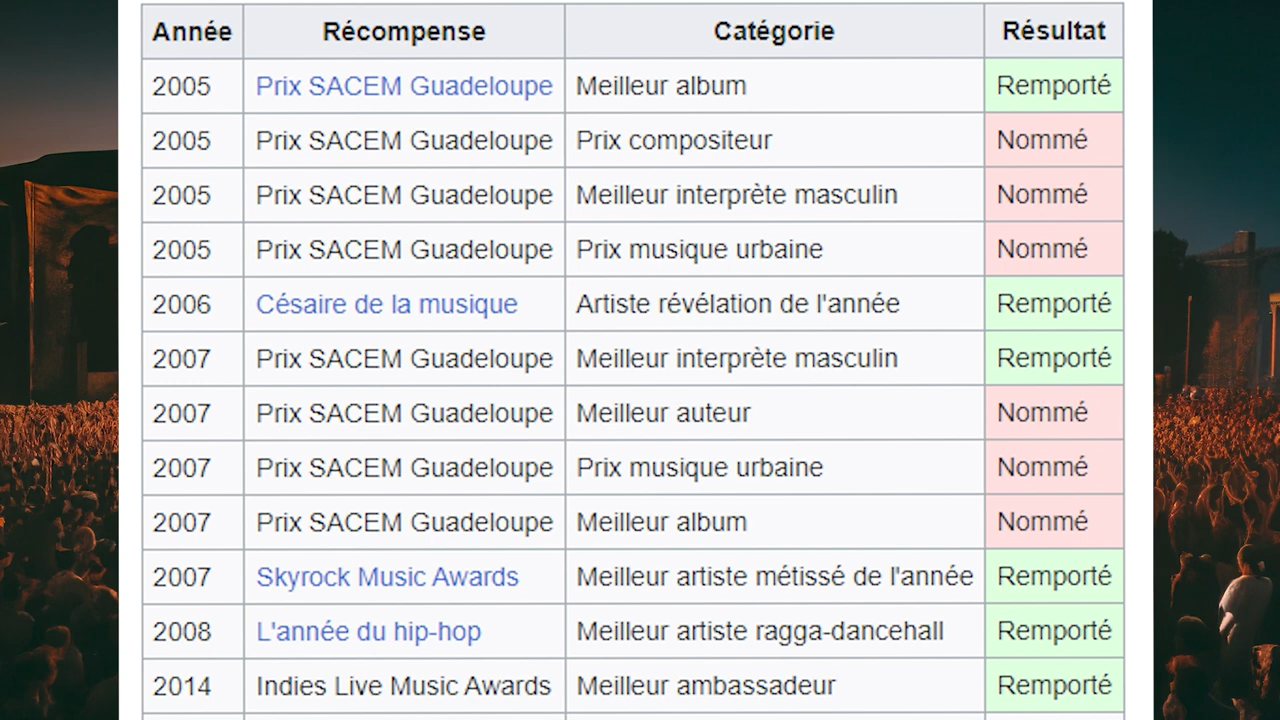 Année Récompense Catégorie Résultat
2005 Prix SACEM Guadeloupe Meilleur album Remporté
2005 Prix SACEM Guadeloupe Prix compositeur Nommé
2005 Prix SACEM Guadeloupe Meilleur interprète masculin Nommé
2005 Prix SACEM Guadeloupe Prix musique urbaine Nommé
2006 Césaire de la musique Artiste révélation de l'année Remporté
2007 Prix SACEM Guadeloupe Meilleur interprète masculin Remporté
2007 Prix SACEM Guadeloupe Meilleur auteur Nommé
2007 Prix SACEM Guadeloupe Prix musique urbaine Nommé
2007 Prix SACEM Guadeloupe Meilleur album Nommé
2007 Skyrock Music Awards Meilleur artiste métissé de l'année Remporté
2008 L'année du hip-hop Meilleur artiste ragga-dancehall Remporté
2014 Indies Live Music Awards Meilleur ambassadeur Remporté